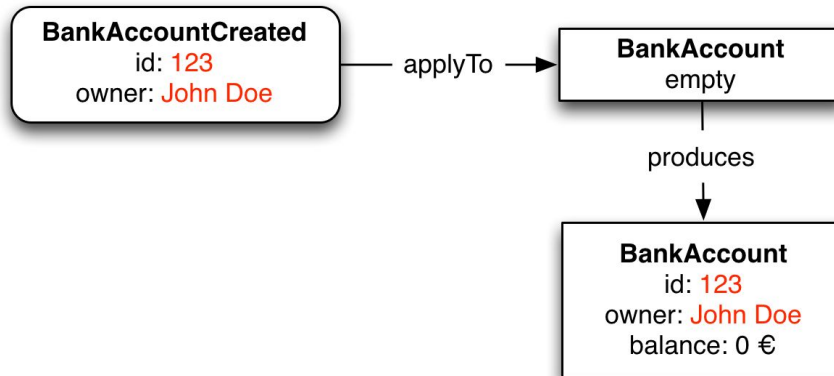 BankAccountCreated
id: 123
owner: John Doe
applyTo
BankAccount
empty
produces
BankAccount
id: 123
owner: John Doe
balance: 0 €